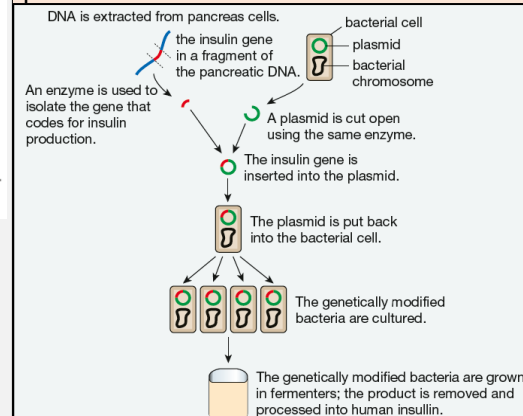 DNA is extracted from pancreas cells.
the insulin gene
in a fragment of
the pancreatic DNA.
bacterial cell
plasmid
bacterial
chromosome
An enzyme is used to
isolate the gene that
codes for insulin
production.
A plasmid is cut open
using the same enzyme.
The insulin gene is
inserted into the plasmid.
The plasmid is put back
into the bacterial cell.
The genetically modified
bacteria are cultured.
The genetically modified bacteria are grown
in fermenters; the product is removed and
processed into human insullin.